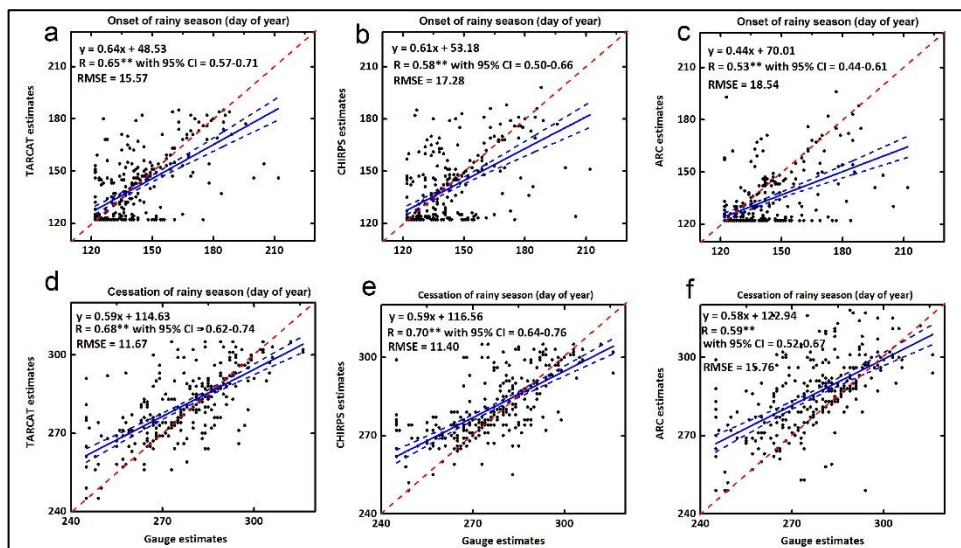 Onset of rainy season (day of year)
a
y = 0.64x + 48.53
R = 0.65** with 95% CI = 0.57-0.71
RMSE = 15.57
TARCAT estimates
210
180
150
120
120 150 180 210
Onset of rainy season (day of year)
b
y = 0.61x + 53.18
R = 0.58** with 95% CI = 0.50-0.66
RMSE = 17.28
CHIRPS estimates
210
180
150
120
120 150 180 210
Onset of rainy season (day of year)
c
y = 0.44x + 70.01
R = 0.53** with 95% CI = 0.44-0.61
RMSE = 18.54
ARC estimates
210
180
150
120
120 150 180 210
Cessation of rainy season (day of year)
d
y = 0.59x + 114.63
R = 0.68** with 95% CI = 0.62-0.74
RMSE = 11.67
TARCAT estimates
300
270
240
240 270 300
Gauge estimates
Cessation of rainy season (day of year)
e
y = 0.59x + 116.56
R = 0.70** with 95% CI = 0.64-0.76
RMSE = 11.40
CHIRPS estimates
300
270
240
240 270 300
Gauge estimates
Cessation of rainy season (day of year)
f
y = 0.58x + 122.94
R = 0.59**
with 95% CI = 0.52-0.67
RMSE = 15.76
ARC estimates
300
270
240
240 270 300
Gauge estimates